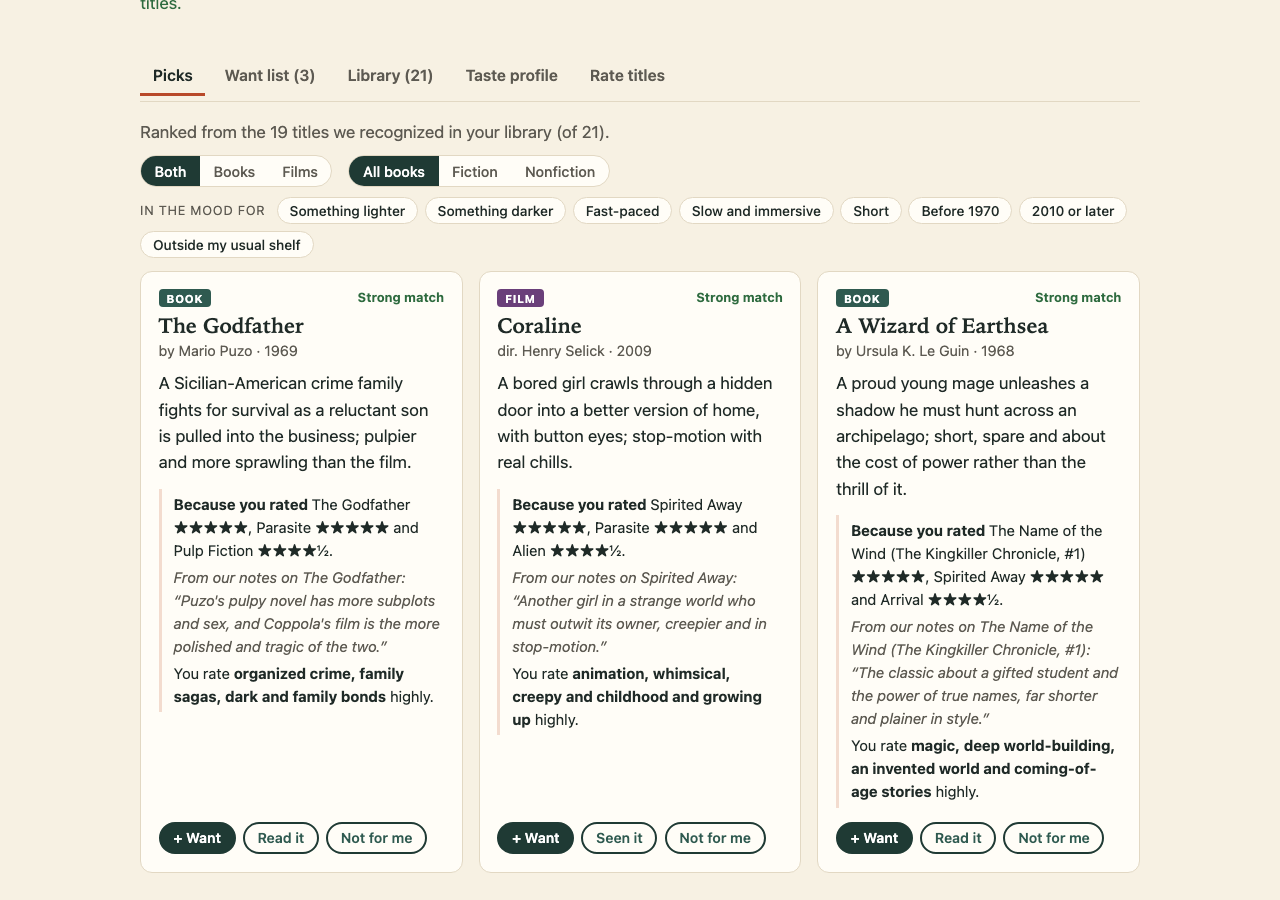 titles.
Picks Want list (3) Library (21) Taste profile Rate titles
Ranked from the 19 titles we recognized in your library (of 21).
Both Books Films All books Fiction Nonfiction
IN THE MOOD FOR Something lighter Something darker Fast-paced Slow and immersive Short Before 1970 2010 or later
Outside my usual shelf
BOOK Strong match
The Godfather
by Mario Puzo · 1969
A Sicilian-American crime family
fights for survival as a reluctant son
is pulled into the business; pulpier
and more sprawling than the film.
Because you rated The Godfather
★★★★★, Parasite ★★★★★ and
Pulp Fiction ★★★★½.
From our notes on The Godfather:
“Puzo's pulpy novel has more subplots
and sex, and Coppola's film is the more
polished and tragic of the two.”
You rate organized crime, family
sagas, dark and family bonds highly.
+ Want Read it Not for me
FILM Strong match
Coraline
dir. Henry Selick · 2009
A bored girl crawls through a hidden
door into a better version of home,
with button eyes; stop-motion with
real chills.
Because you rated Spirited Away
★★★★★, Parasite ★★★★★ and
Alien ★★★★½.
From our notes on Spirited Away:
“Another girl in a strange world who
must outwit its owner, creepier and in
stop-motion.”
You rate animation, whimsical,
creepy and childhood and growing
up highly.
+ Want Seen it Not for me
BOOK Strong match
A Wizard of Earthsea
by Ursula K. Le Guin · 1968
A proud young mage unleashes a
shadow he must hunt across an
archipelago; short, spare and about
the cost of power rather than the
thrill of it.
Because you rated The Name of the
Wind (The Kingkiller Chronicle, #1)
★★★★★, Spirited Away ★★★★★
and Arrival ★★★★½.
From our notes on The Name of the
Wind (The Kingkiller Chronicle, #1):
“The classic about a gifted student and
the power of true names, far shorter
and plainer in style.”
You rate magic, deep world-building,
an invented world and coming-of-
age stories highly.
+ Want Read it Not for me